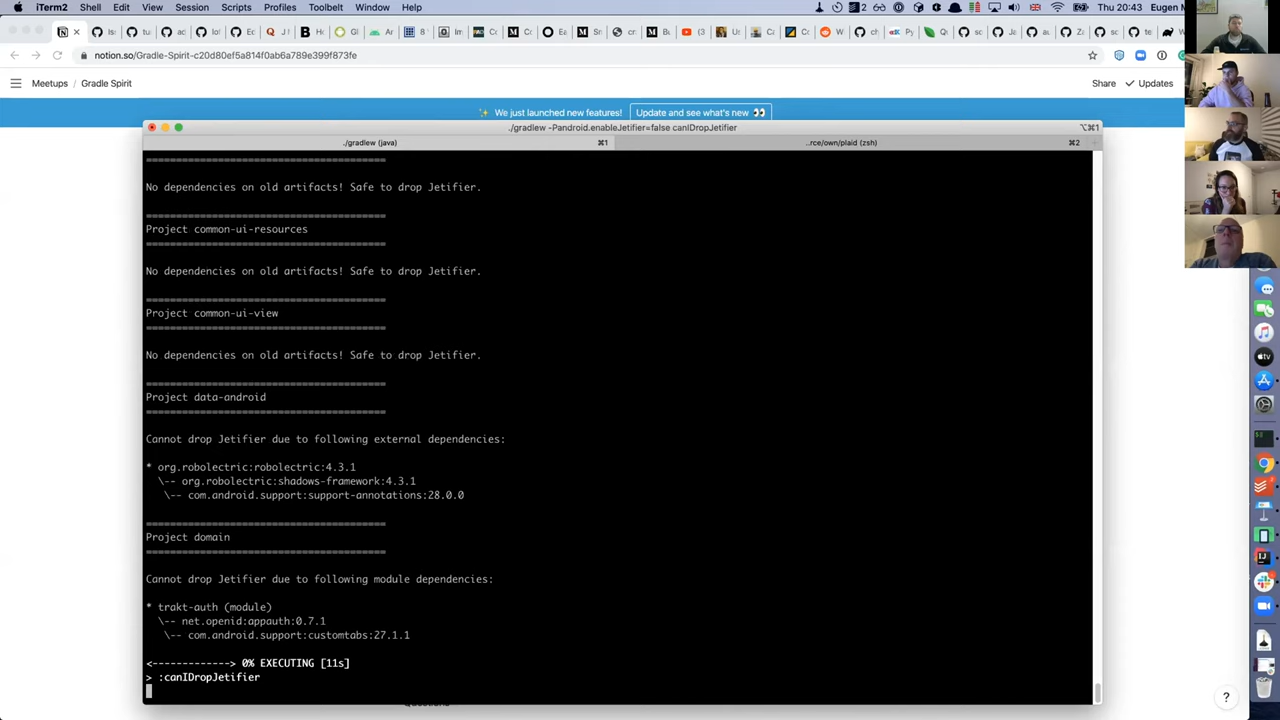 iTerm2 Shell Edit View Session Scripts Profiles Toolbelt Window Help
Thu 20:43 Eugen M
notion.so/Gradle-Spirit-c20d80ef5a814f0ab6a789e399f873fe
Meetups / Gradle Spirit
Share Updates
We just launched new features! Update and see what's new
./gradlew -Pandroid.enableJetifier=false canIDropJetifier
⌥⌘1
./gradlew (java) ⌘1 ..rce/own/plaid (zsh) ⌘2
========================================
No dependencies on old artifacts! Safe to drop Jetifier.
========================================
Project common-ui-resources
========================================
No dependencies on old artifacts! Safe to drop Jetifier.
========================================
Project common-ui-view
========================================
No dependencies on old artifacts! Safe to drop Jetifier.
========================================
Project data-android
========================================
Cannot drop Jetifier due to following external dependencies:
* org.robolectric:robolectric:4.3.1
\-- org.robolectric:shadows-framework:4.3.1
\-- com.android.support:support-annotations:28.0.0
========================================
Project domain
========================================
Cannot drop Jetifier due to following module dependencies:
* trakt-auth (module)
\-- net.openid:appauth:0.7.1
\-- com.android.support:customtabs:27.1.1
<-------------> 0% EXECUTING [11s]
> :canIDropJetifier
?